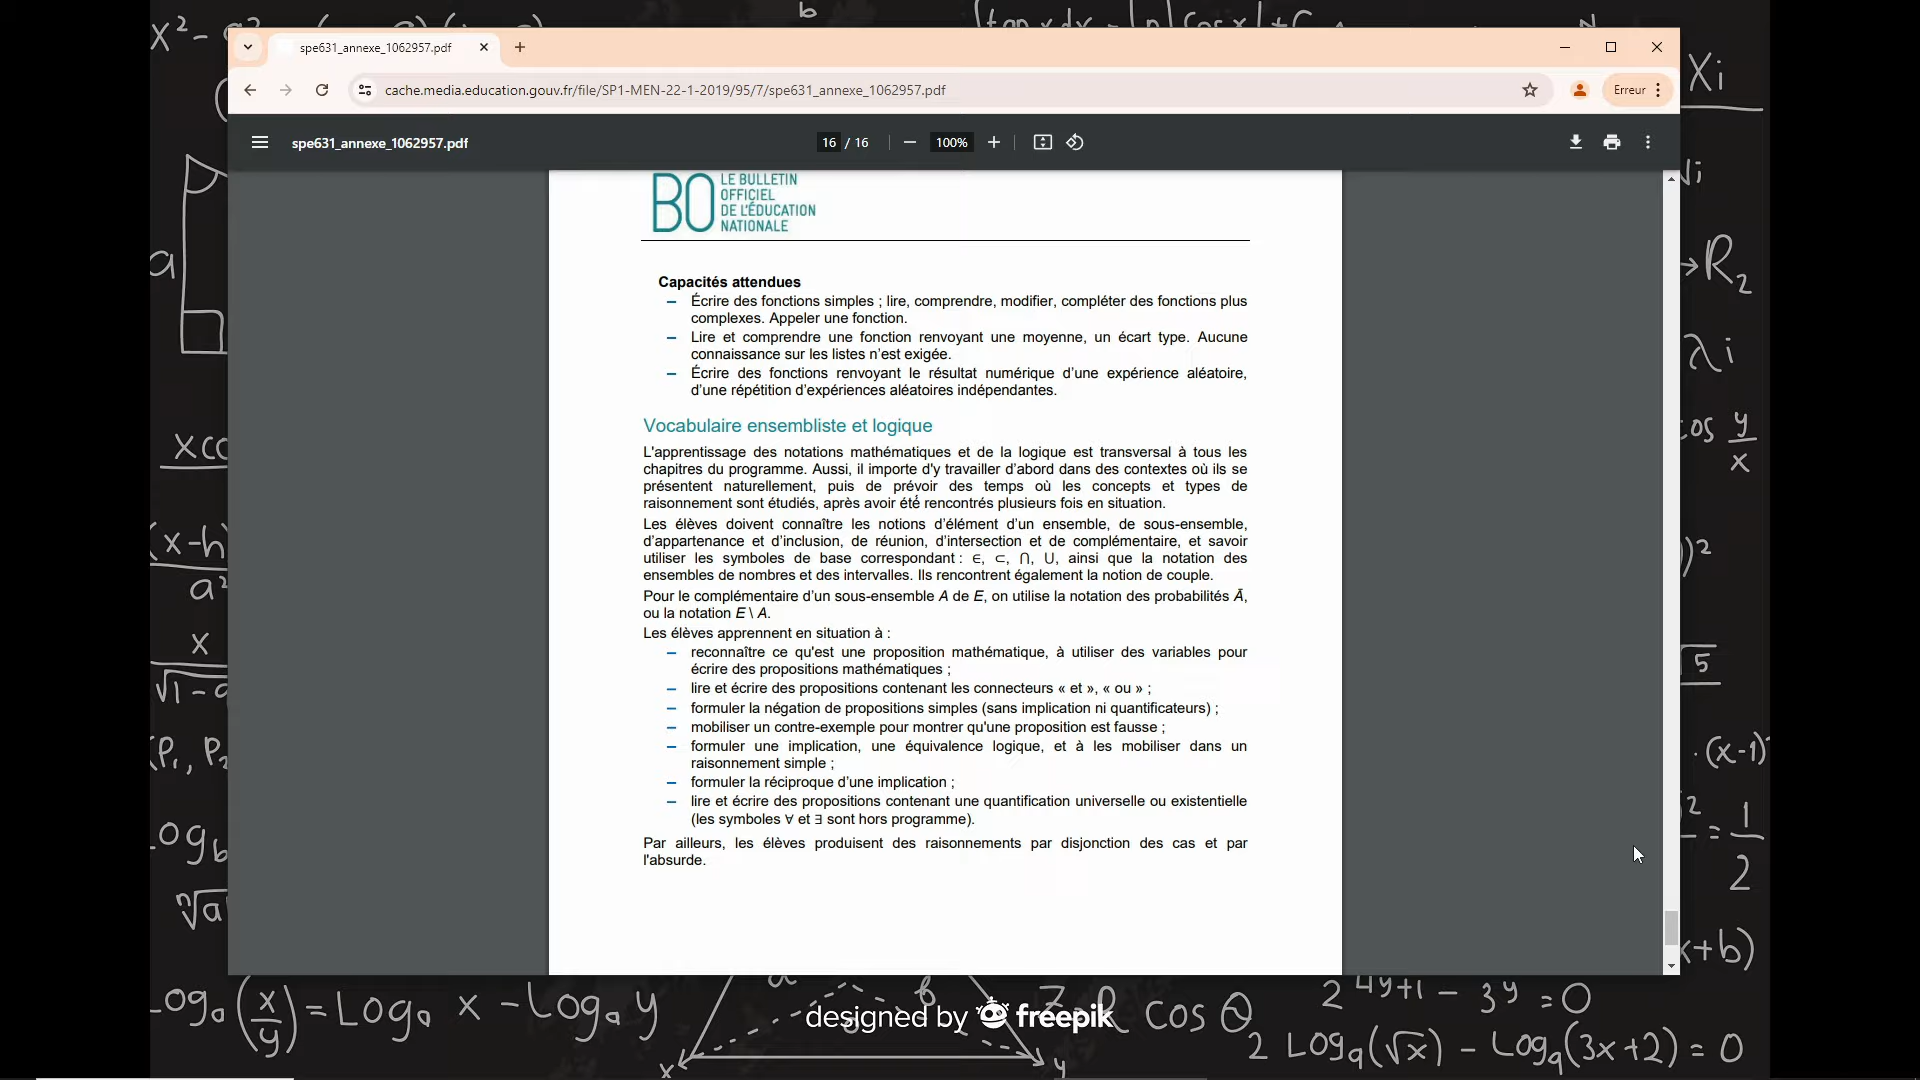 spe631_annexe_1062957.pdf
cache.media.education.gouv.fr/file/SP1-MEN-22-1-2019/95/7/spe631_annexe_1062957.pdf
Erreur
spe631_annexe_1062957.pdf
16 / 16
100%
BO
LE BULLETIN
OFFICIEL
DE L'ÉDUCATION
NATIONALE
Capacités attendues
– Écrire des fonctions simples ; lire, comprendre, modifier, compléter des fonctions plus
complexes. Appeler une fonction.
– Lire et comprendre une fonction renvoyant une moyenne, un écart type. Aucune
connaissance sur les listes n'est exigée.
– Écrire des fonctions renvoyant le résultat numérique d'une expérience aléatoire,
d'une répétition d'expériences aléatoires indépendantes.
Vocabulaire ensembliste et logique
L'apprentissage des notations mathématiques et de la logique est transversal à tous les
chapitres du programme. Aussi, il importe d'y travailler d'abord dans des contextes où ils se
présentent naturellement, puis de prévoir des temps où les concepts et types de
raisonnement sont étudiés, après avoir été rencontrés plusieurs fois en situation.
Les élèves doivent connaître les notions d'élément d'un ensemble, de sous-ensemble,
d'appartenance et d'inclusion, de réunion, d'intersection et de complémentaire, et savoir
utiliser les symboles de base correspondant : ∈, ⊂, ∩, ∪, ainsi que la notation des
ensembles de nombres et des intervalles. Ils rencontrent également la notion de couple.
Pour le complémentaire d'un sous-ensemble A de E, on utilise la notation des probabilités Ā,
ou la notation E \ A.
Les élèves apprennent en situation à :
– reconnaître ce qu'est une proposition mathématique, à utiliser des variables pour
écrire des propositions mathématiques ;
– lire et écrire des propositions contenant les connecteurs « et », « ou » ;
– formuler la négation de propositions simples (sans implication ni quantificateurs) ;
– mobiliser un contre-exemple pour montrer qu'une proposition est fausse ;
– formuler une implication, une équivalence logique, et à les mobiliser dans un
raisonnement simple ;
– formuler la réciproque d'une implication ;
– lire et écrire des propositions contenant une quantification universelle ou existentielle
(les symboles ∀ et ∃ sont hors programme).
Par ailleurs, les élèves produisent des raisonnements par disjonction des cas et par
l'absurde.
Xi
a
R2
λi
cos y/x
(x-h)
a²
x
√5
(P₁, P₂
(x-1)
= 1/2
x+b)
Logₐ(x/y) = Logₐ x - Logₐ y
designed by freepik
Cos Θ
2^(4y+1) - 3^y = 0
2 Logₐ(√x) - Logₐ(3x+2) = 0
x
y